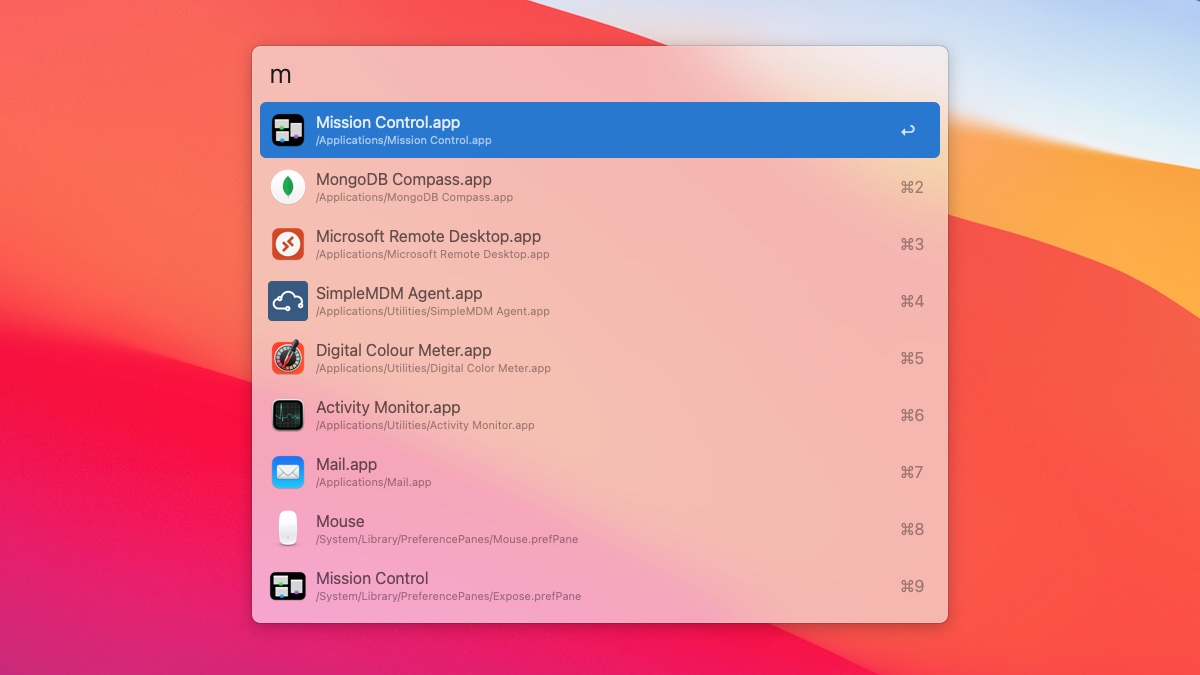 m
Mission Control.app
/Applications/Mission Control.app
↩
MongoDB Compass.app
/Applications/MongoDB Compass.app
⌘2
Microsoft Remote Desktop.app
/Applications/Microsoft Remote Desktop.app
⌘3
SimpleMDM Agent.app
/Applications/Utilities/SimpleMDM Agent.app
⌘4
Digital Colour Meter.app
/Applications/Utilities/Digital Color Meter.app
⌘5
Activity Monitor.app
/Applications/Utilities/Activity Monitor.app
⌘6
Mail.app
/Applications/Mail.app
⌘7
Mouse
/System/Library/PreferencePanes/Mouse.prefPane
⌘8
Mission Control
/System/Library/PreferencePanes/Expose.prefPane
⌘9